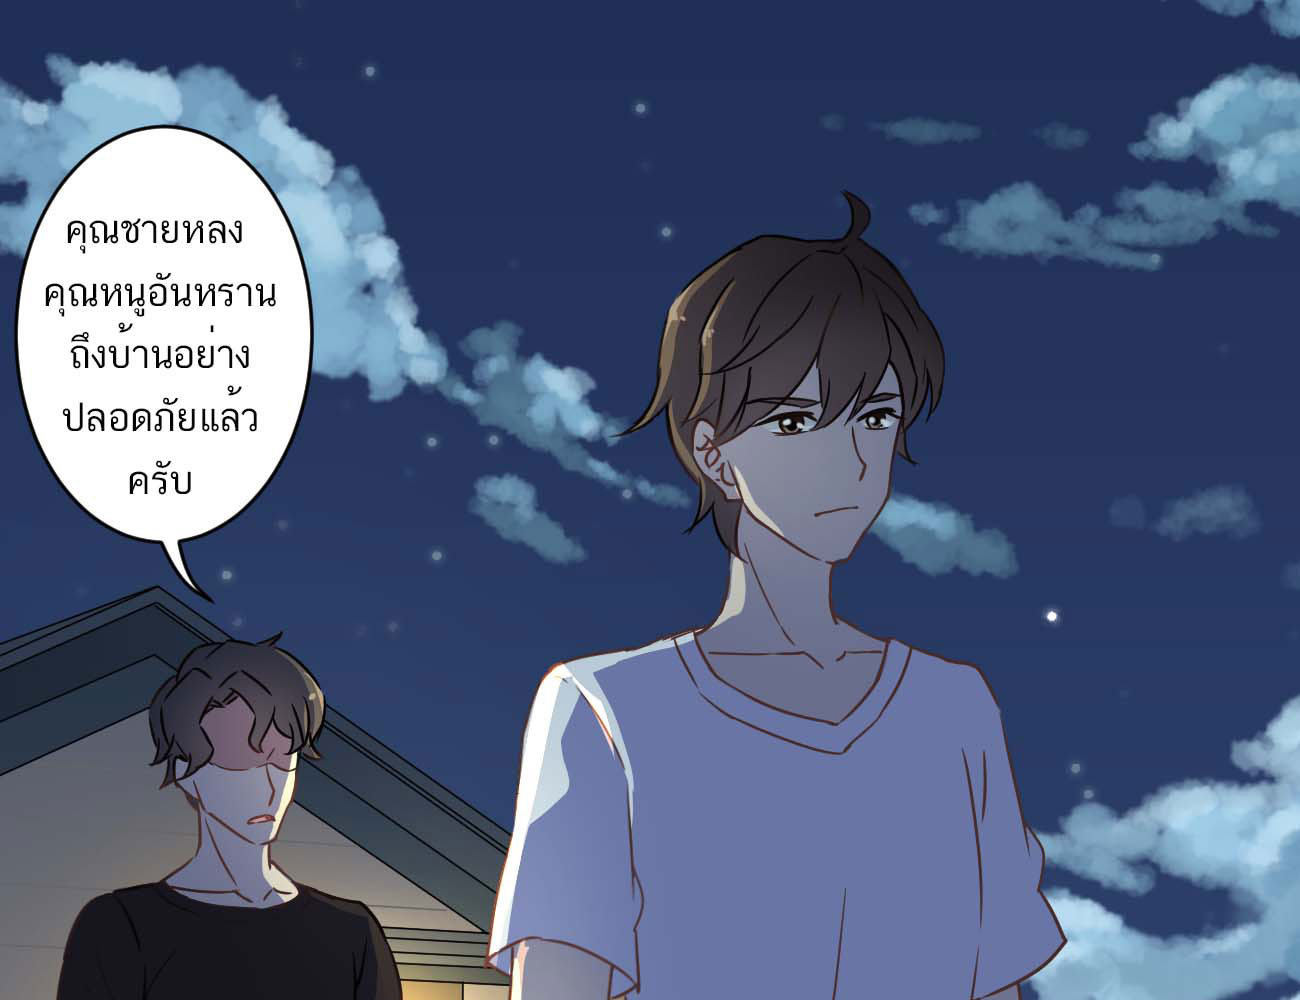 คุณชายหลง
คุณหนูอันหราน
ถึงบ้านอย่าง
ปลอดภัยแล้ว
ครับ